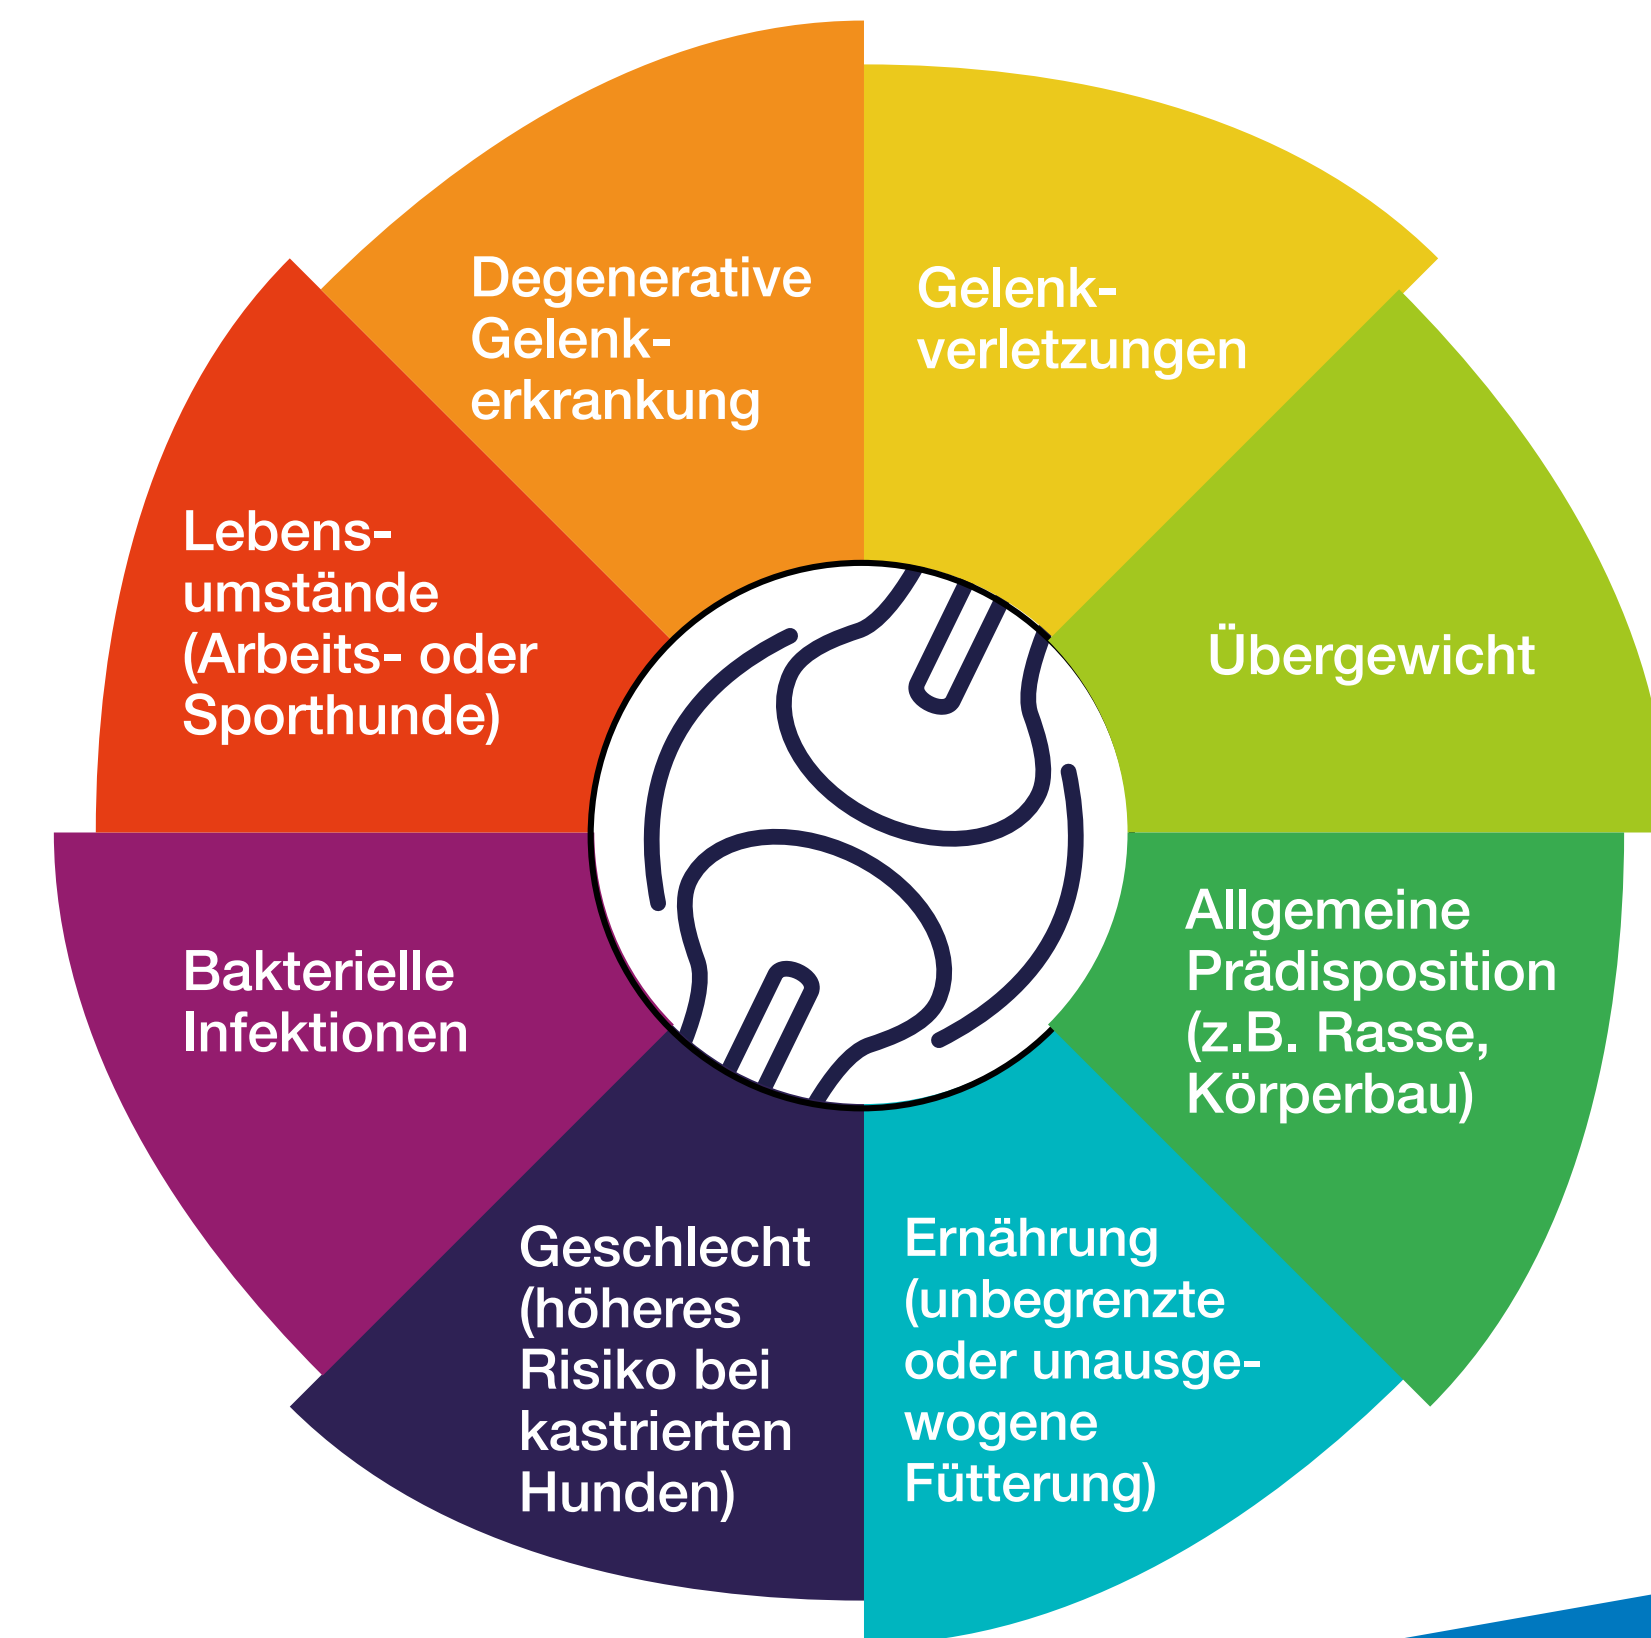 Degenerative
Gelenk-
erkrankung
Gelenk-
verletzungen
Übergewicht
Allgemeine
Prädisposition
(z.B. Rasse,
Körperbau)
Ernährung
(unbegrenzte
oder unausge-
wogene
Fütterung)
Geschlecht
(höheres
Risiko bei
kastrierten
Hunden)
Bakterielle
Infektionen
Lebens-
umstände
(Arbeits- oder
Sporthunde)